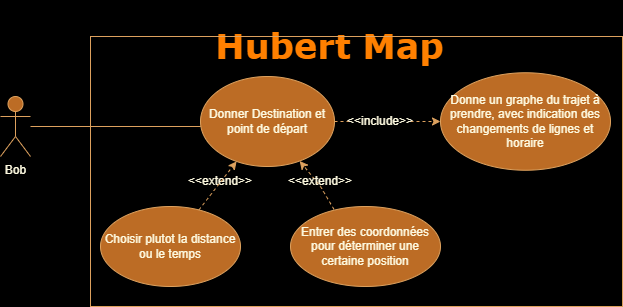 Hubert Map
Donner Destination et
point de départ
<<include>>
Donne un graphe du trajet à
prendre, avec indication des
changements de lignes et
horaire
Bob
<<extend>>
<<extend>>
Choisir plutot la distance
ou le temps
Entrer des coordonnées
pour déterminer une
certaine position